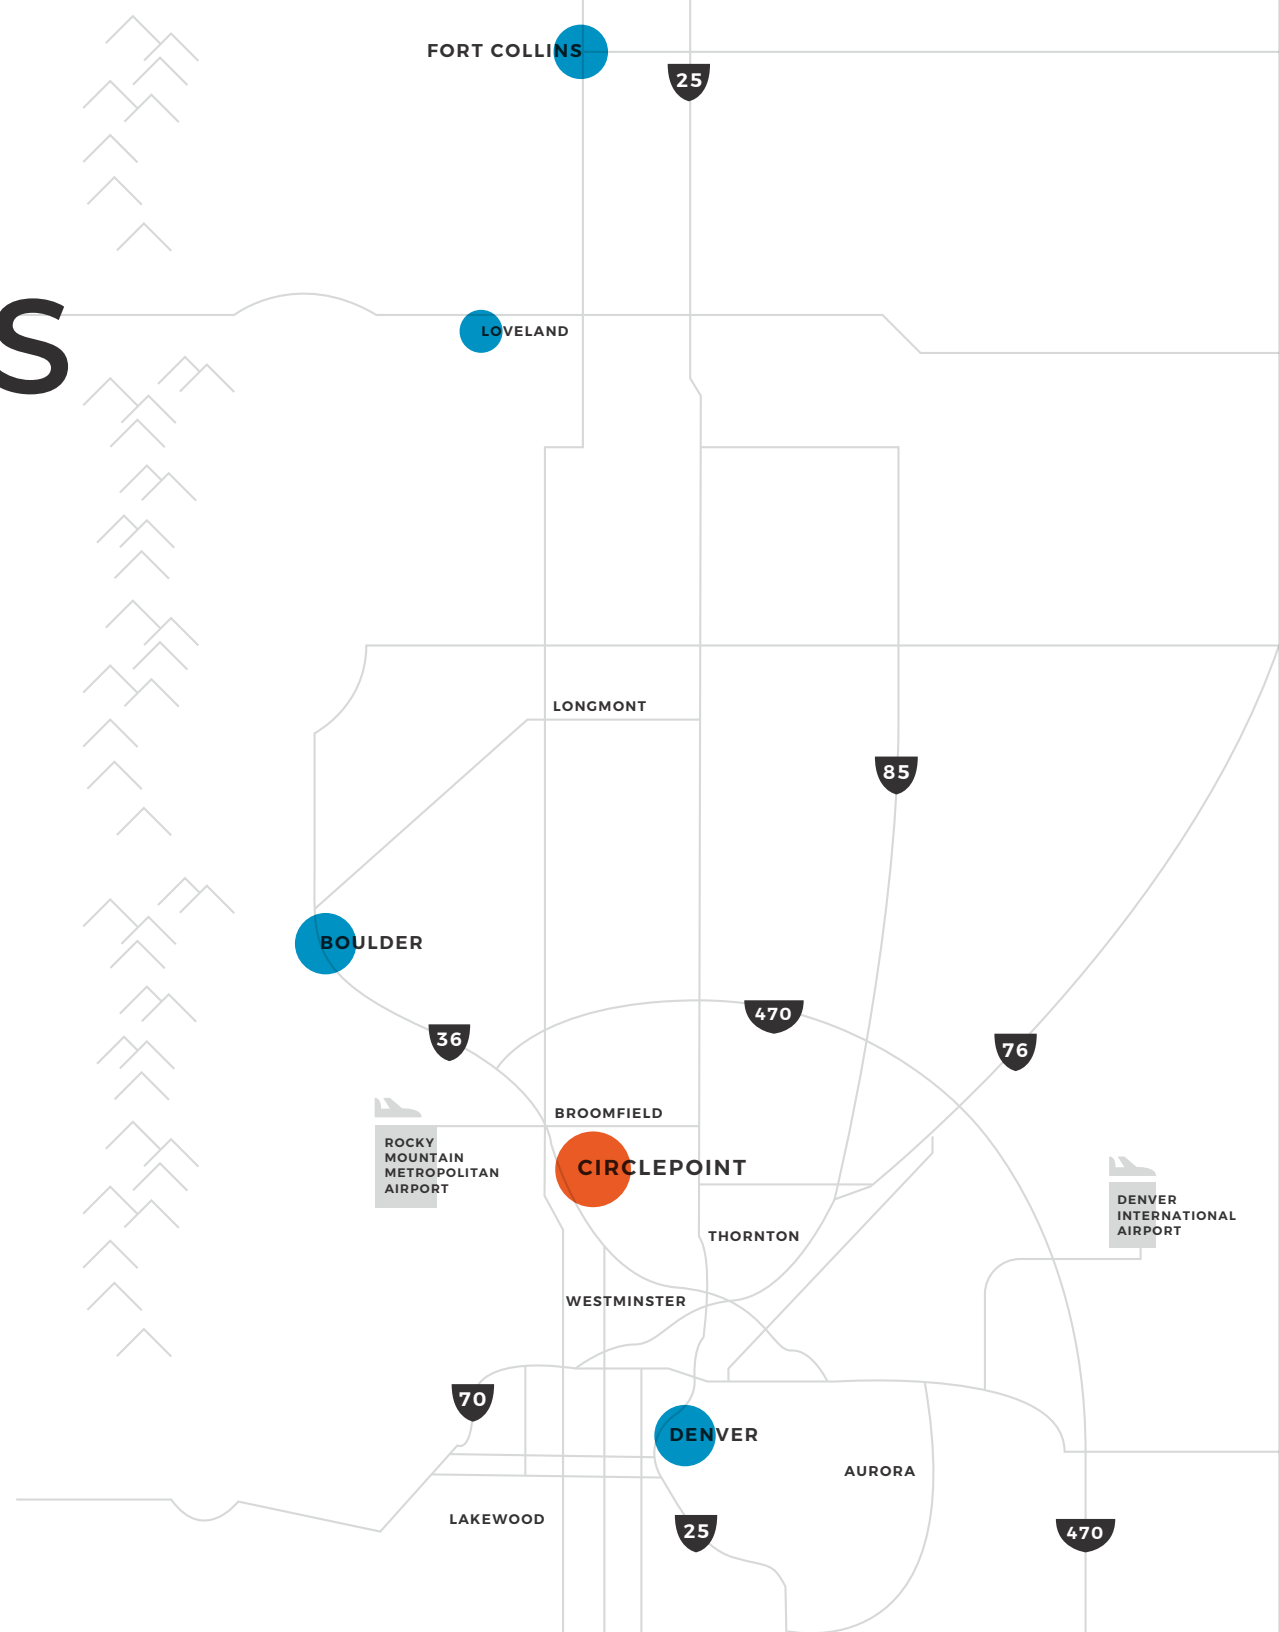 FORT COLLINS
25
S
LOVELAND
LONGMONT
85
BOULDER
470
36
76
BROOMFIELD
ROCKY
MOUNTAIN
METROPOLITAN
AIRPORT
CIRCLEPOINT
DENVER
INTERNATIONAL
AIRPORT
THORNTON
WESTMINSTER
70
DENVER
AURORA
LAKEWOOD
25
470